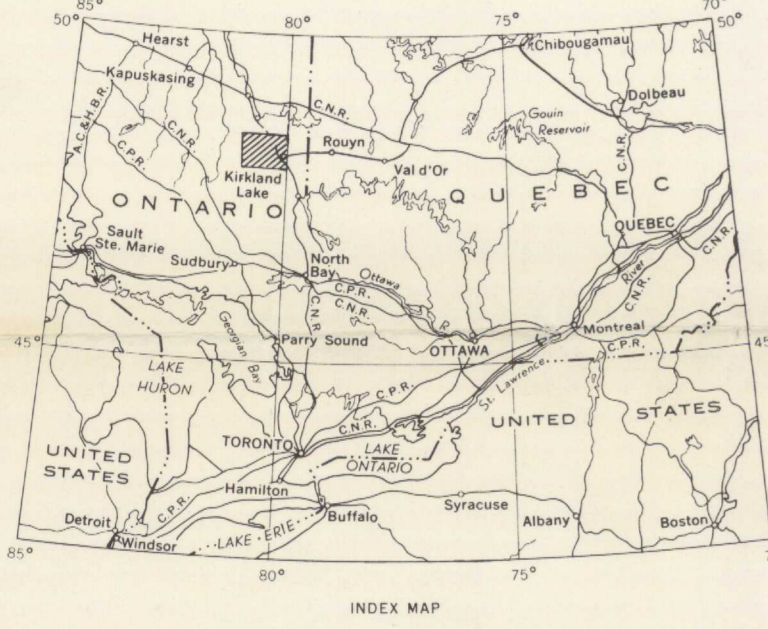 85°
80°
75°
70°
50°
50°
Hearst
Kapuskasing
Chibougamau
Dolbeau
A.C.&H.B.R.
C.N.R.
C.N.R.
Gouin
Reservoir
C.P.R.
Rouyn
C.N.R.
Kirkland
Lake
Val d'Or
ONTARIO
QUEBEC
Sault
Ste. Marie
QUEBEC
Sudbury
North
Bay
Ottawa
R.
C.P.R.
C.N.R.
C.N.R.
River
C.N.R.
C.N.R.
Georgian
Bay
Parry Sound
OTTAWA
Montreal
C.P.R.
45°
45
LAKE
HURON
C.P.R.
St. Lawrence
C.N.R.
UNITED
STATES
UNITED
STATES
TORONTO
LAKE
ONTARIO
Hamilton
C.P.R.
Syracuse
Detroit
Windsor
LAKE ERIE
Buffalo
Albany
Boston
85°
80°
75°
INDEX MAP